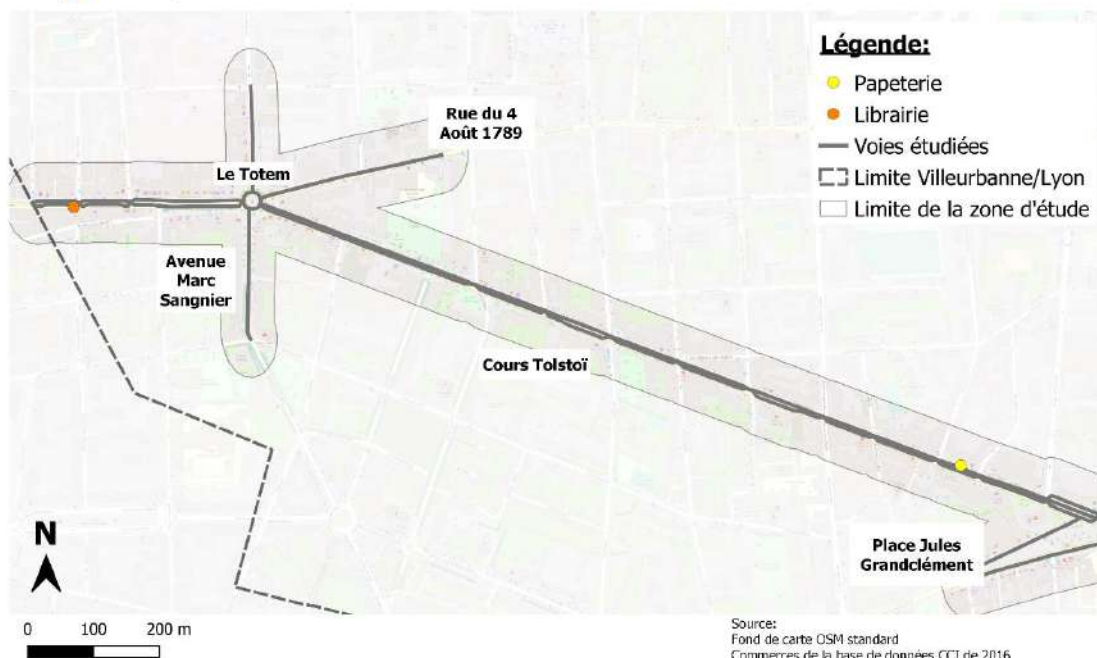 Légende:
Papeterie
Librairie
Voies étudiées
Limite Villeurbanne/Lyon
Limite de la zone d'étude
Rue du 4
Août 1789
Le Totem
Avenue
Marc
Sangnier
Cours Tolstoï
Place Jules
Grandclément
N
0 100 200 m
Source:
Fond de carte OSM standard
Commerces de la base de données CCI de 2016